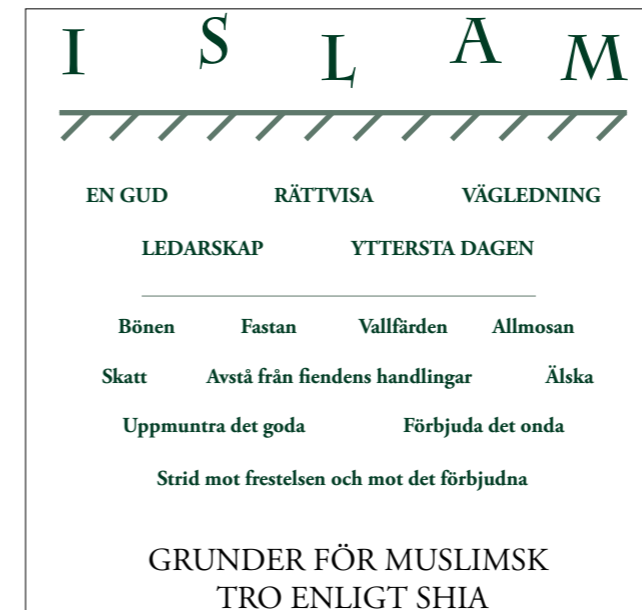 ISLAM
EN GUD RÄTTVISA VÄGLEDNING
LEDARSKAP YTTERSTA DAGEN
Bönen Fastan Vallfärden Allmosan
Skatt Avstå från fiendens handlingar Älska
Uppmuntra det goda Förbjuda det onda
Strid mot frestelsen och mot det förbjudna
GRUNDER FÖR MUSLIMSK
TRO ENLIGT SHIA